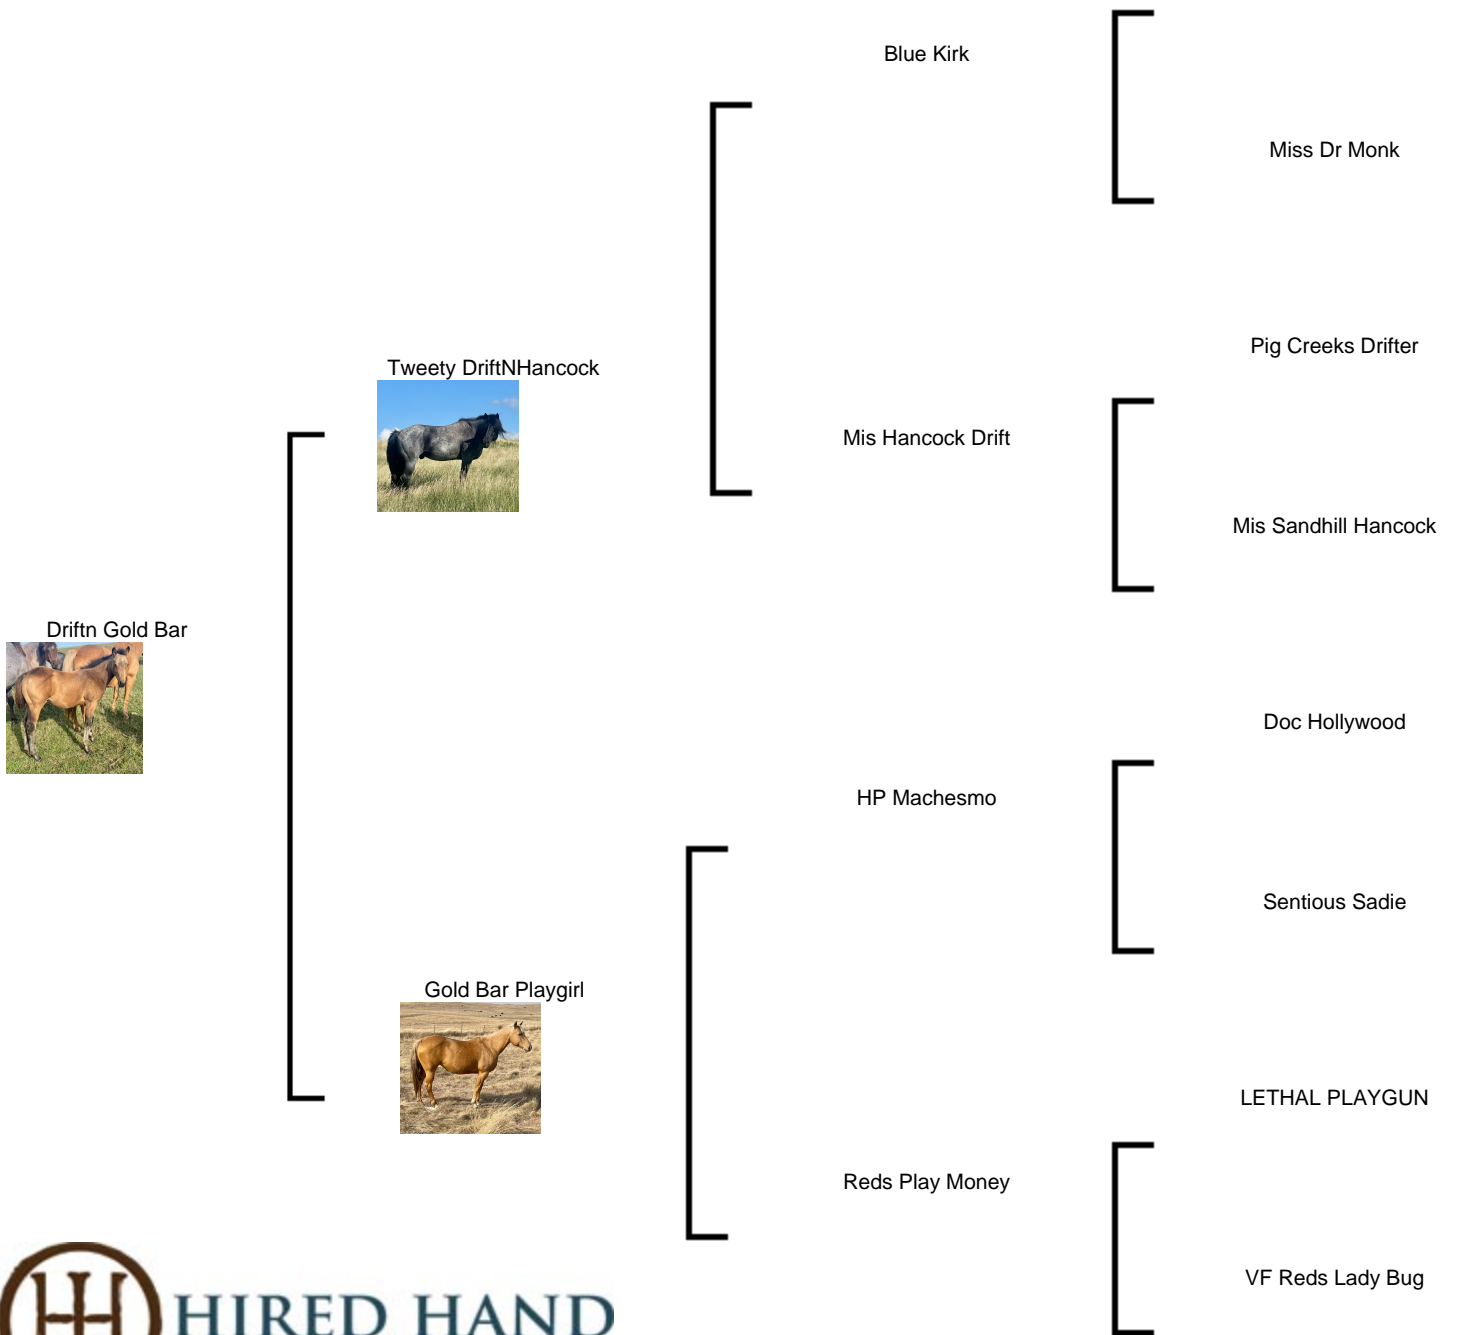 Blue Kirk
Miss Dr Monk
Pig Creeks Drifter
Tweety DriftNHancock
Mis Hancock Drift
Mis Sandhill Hancock
Driftn Gold Bar
Doc Hollywood
HP Machesmo
Sentious Sadie
Gold Bar Playgirl
LETHAL PLAYGUN
Reds Play Money
VF Reds Lady Bug
HIRED HAND